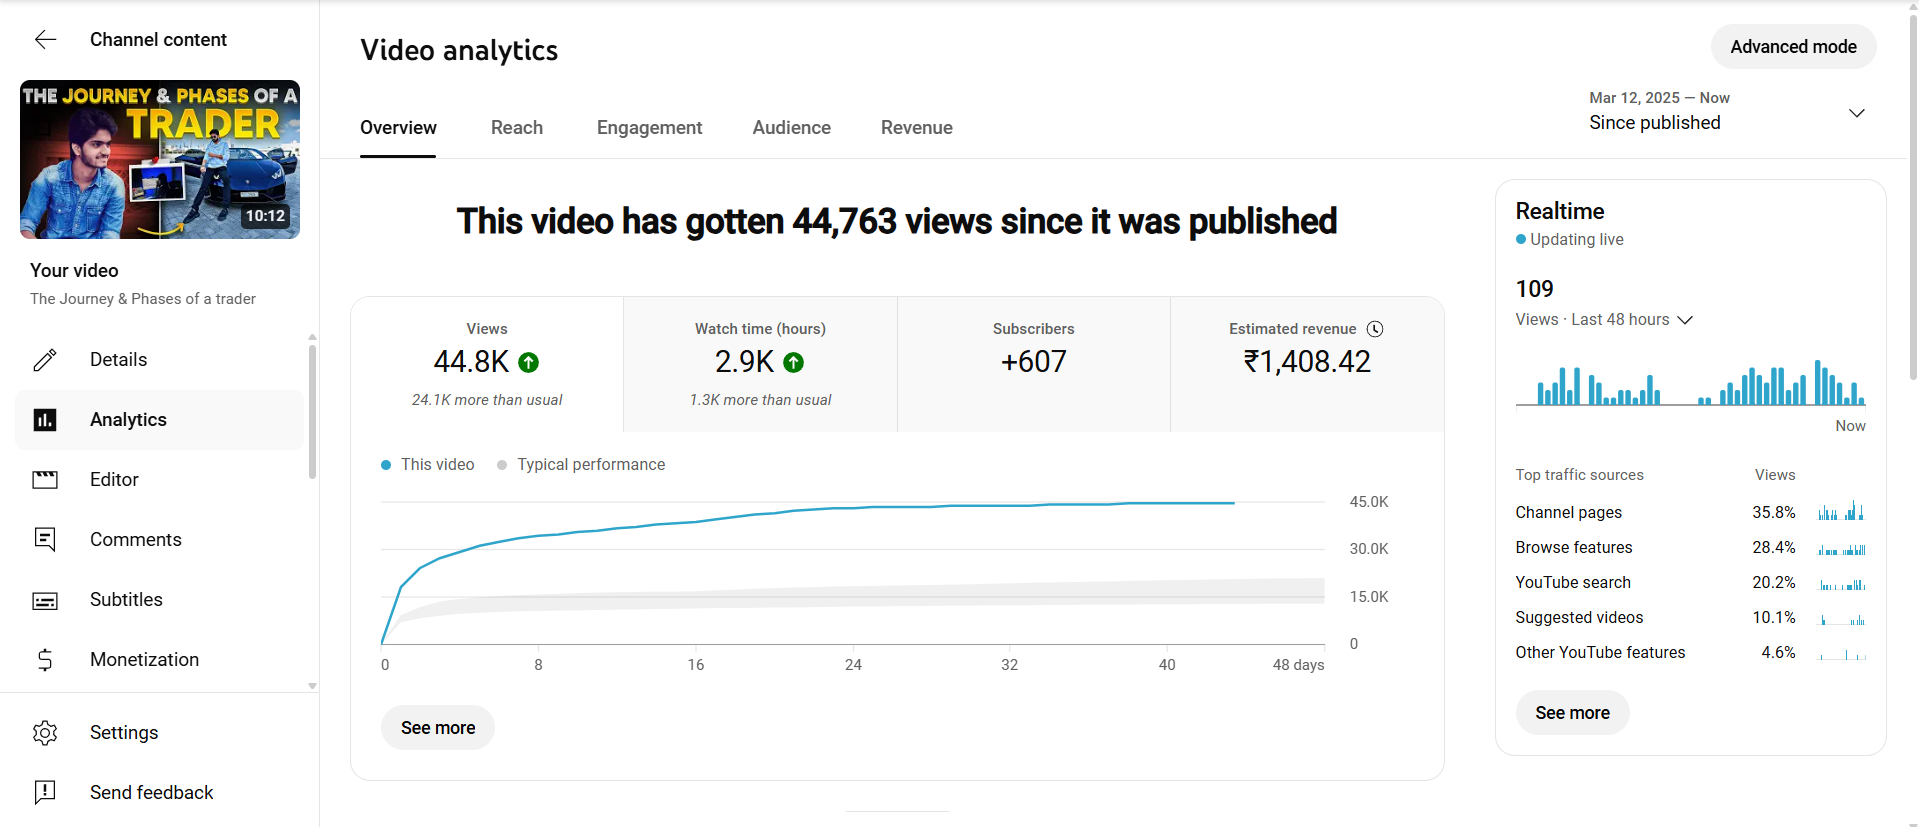 Channel content
THE JOURNEY & PHASES OF A
TRADER
10:12
Your video
The Journey & Phases of a trader
Details
Analytics
Editor
Comments
Subtitles
Monetization
Settings
Send feedback
Video analytics
Advanced mode
Overview
Reach
Engagement
Audience
Revenue
Mar 12, 2025 – Now
Since published
This video has gotten 44,763 views since it was published
Views
44.8K
24.1K more than usual
Watch time (hours)
2.9K
1.3K more than usual
Subscribers
+607
Estimated revenue
₹1,408.42
This video
Typical performance
45.0K
30.0K
15.0K
0
0 8 16 24 32 40 48 days
See more
Realtime
Updating live
109
Views · Last 48 hours
Now
Top traffic sources Views
Channel pages 35.8%
Browse features 28.4%
YouTube search 20.2%
Suggested videos 10.1%
Other YouTube features 4.6%
See more